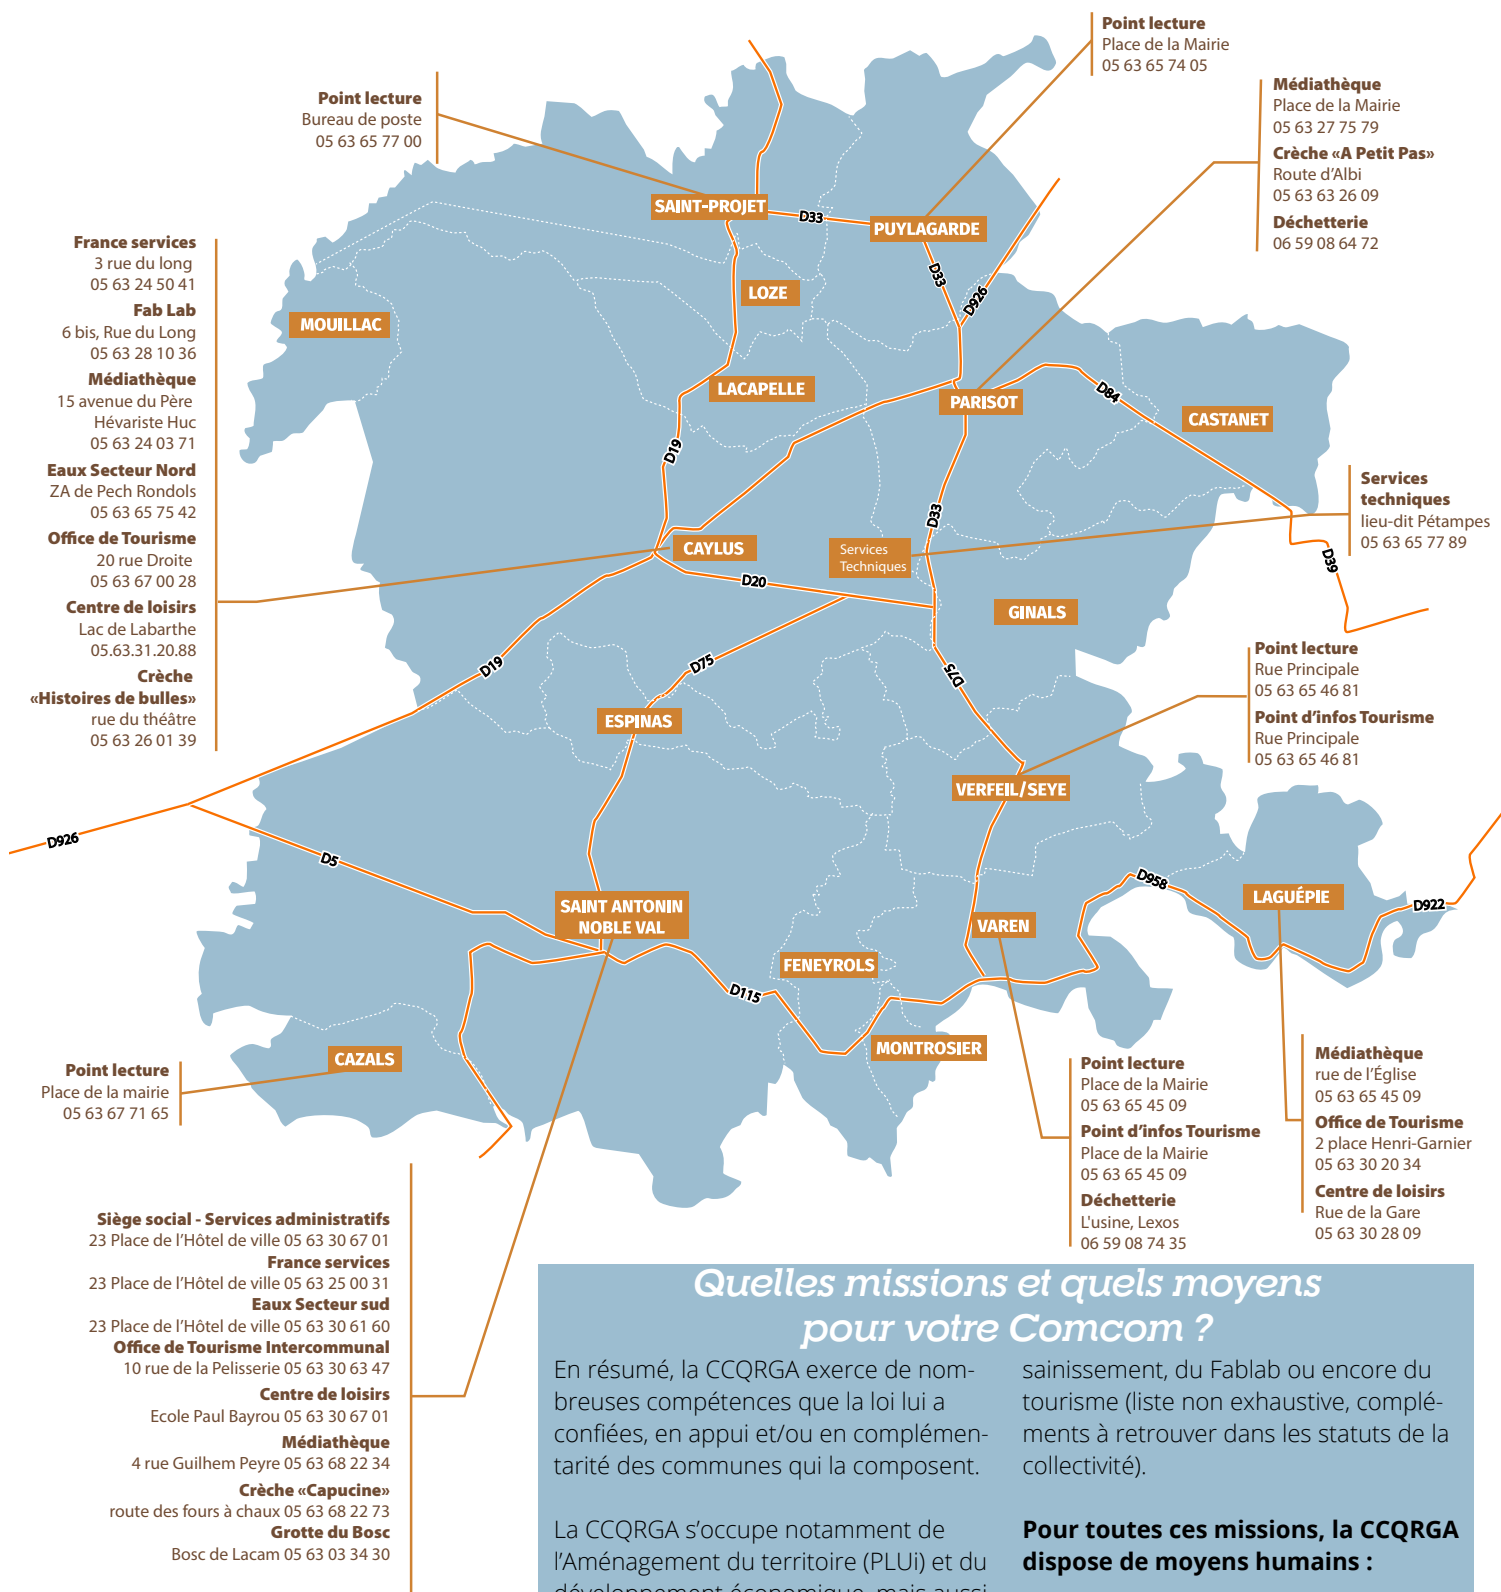 Point lecture
Place de la Mairie
05 63 65 74 05
Point lecture
Bureau de poste
05 63 65 77 00
Médiathèque
Place de la Mairie
05 63 27 75 79
Crèche «A Petit Pas»
Route d'Albi
05 63 63 26 09
Déchetterie
06 59 08 64 72
France services
3 rue du long
05 63 24 50 41
Fab Lab
6 bis, Rue du Long
05 63 28 10 36
Médiathèque
15 avenue du Père
Hévariste Huc
05 63 24 03 71
Eaux Secteur Nord
ZA de Pech Rondols
05 63 65 75 42
Office de Tourisme
20 rue Droite
05 63 67 00 28
Centre de loisirs
Lac de Labarthe
05.63.31.20.88
Crèche
«Histoires de bulles»
rue du théâtre
05 63 26 01 39
SAINT-PROJET
D33
PUYLAGARDE
D33
D926
LOZE
MOUILLAC
LACAPELLE
PARISOT
D84
CASTANET
D19
D33
Services
techniques
lieu-dit Pétampes
05 63 65 77 89
CAYLUS
Services
Techniques
D39
D20
GINALS
D19
D75
D75
Point lecture
Rue Principale
05 63 65 46 81
Point d'infos Tourisme
Rue Principale
05 63 65 46 81
ESPINAS
VERFEIL/SEYE
D926
D5
D958
LAGUÉPIE
D922
SAINT ANTONIN
NOBLE VAL
VAREN
FENEYROLS
D115
MONTROSIER
CAZALS
Point lecture
Place de la mairie
05 63 67 71 65
Point lecture
Place de la Mairie
05 63 65 45 09
Point d'infos Tourisme
Place de la Mairie
05 63 65 45 09
Déchetterie
L'usine, Lexos
06 59 08 74 35
Médiathèque
rue de l'Église
05 63 65 45 09
Office de Tourisme
2 place Henri-Garnier
05 63 30 20 34
Centre de loisirs
Rue de la Gare
05 63 30 28 09
Siège social - Services administratifs
23 Place de l'Hôtel de ville 05 63 30 67 01
France services
23 Place de l'Hôtel de ville 05 63 25 00 31
Eaux Secteur sud
23 Place de l'Hôtel de ville 05 63 30 61 60
Office de Tourisme Intercommunal
10 rue de la Pelisserie 05 63 30 63 47
Centre de loisirs
Ecole Paul Bayrou 05 63 30 67 01
Médiathèque
4 rue Guilhem Peyre 05 63 68 22 34
Crèche «Capucine»
route des fours à chaux 05 63 68 22 73
Grotte du Bosc
Bosc de Lacam 05 63 03 34 30
Quelles missions et quels moyens
pour votre Comcom ?
En résumé, la CCQRGA exerce de nom-
breuses compétences que la loi lui a
confiées, en appui et/ou en complémen-
tarité des communes qui la composent.
La CCQRGA s'occupe notamment de
l'Aménagement du territoire (PLUi) et du
développement économique, mais aussi
sainissement, du Fablab ou encore du
tourisme (liste non exhaustive, complé-
ments à retrouver dans les statuts de la
collectivité).
Pour toutes ces missions, la CCQRGA
dispose de moyens humains :